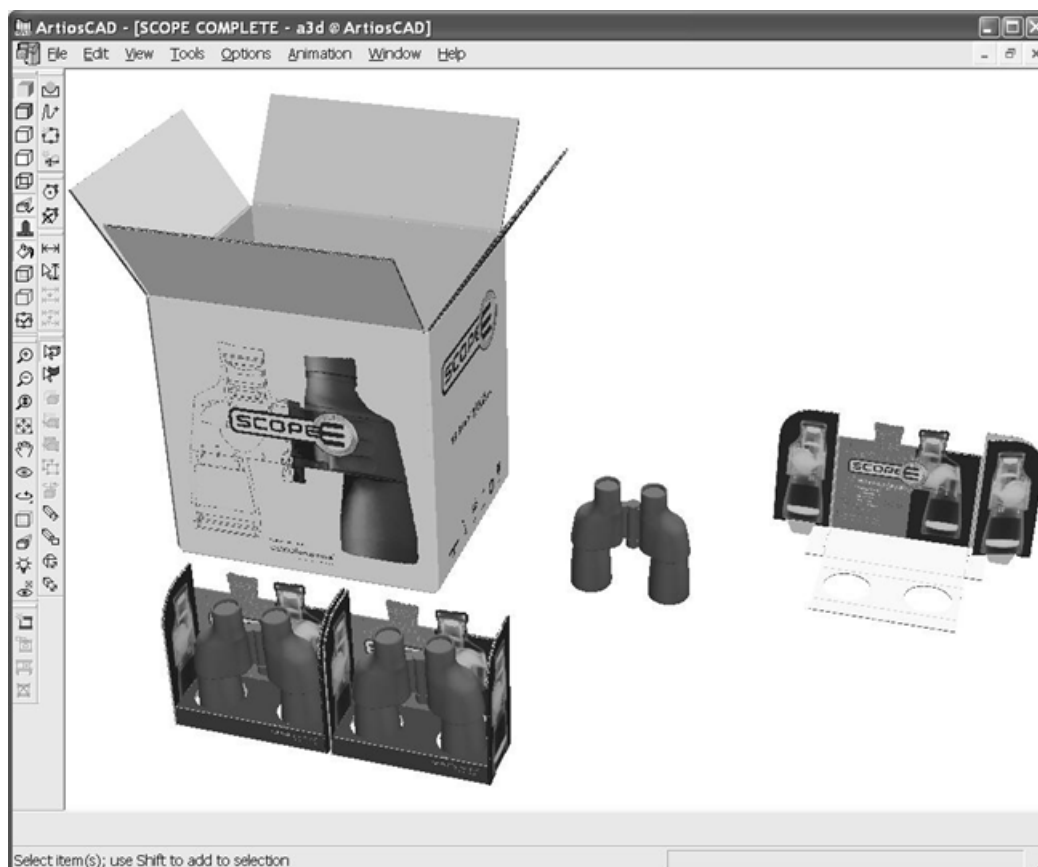 ArtiosCAD - [SCOPE COMPLETE - a3d @ ArtiosCAD]
File Edit View Tools Options Animation Window Help
SCOPE
SCOPE
SCOPE
Select item(s); use Shift to add to selection